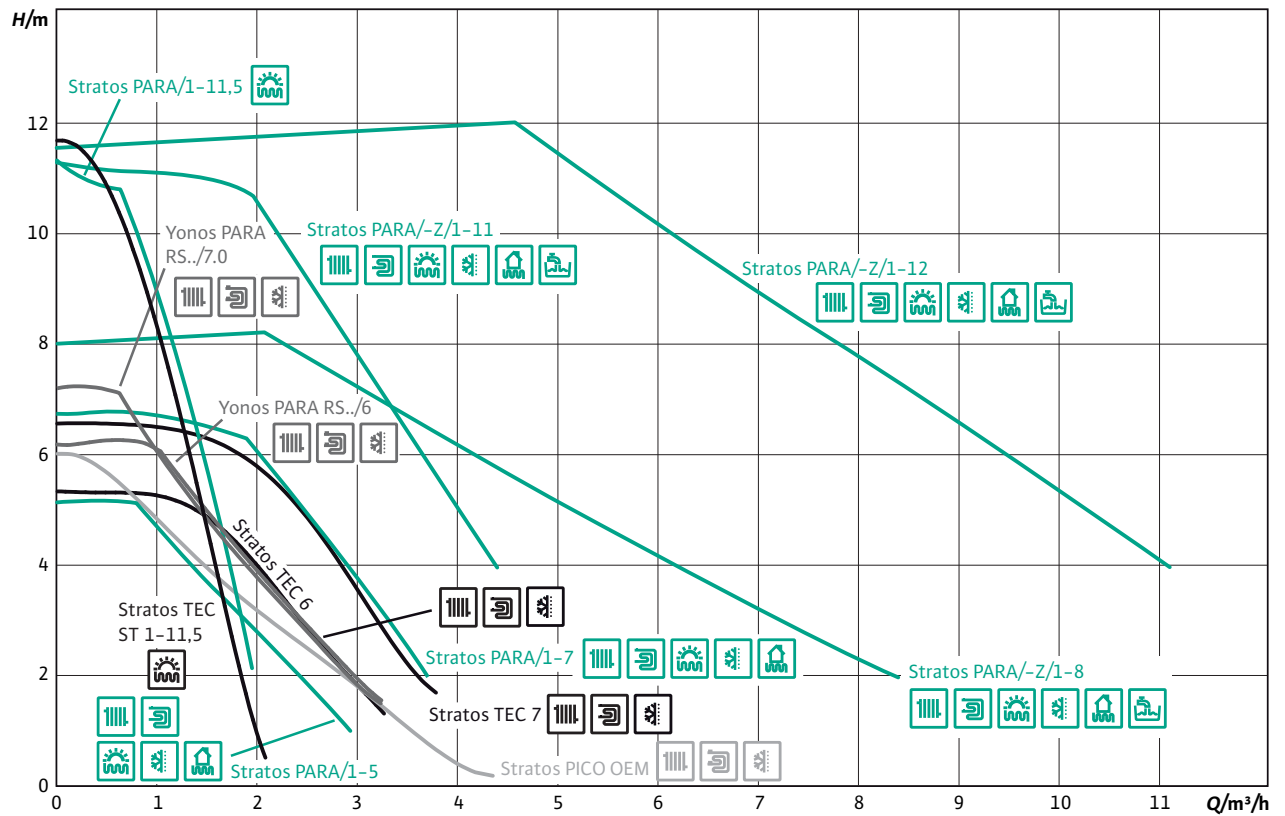 H/m
Stratos PARA/1–11,5
12
10
Yonos PARA
RS../7.0
Stratos PARA/–Z/1–11
Stratos PARA/–Z/1–12
8
Yonos PARA RS../6
6
4
Stratos TEC 6
Stratos TEC
ST 1–11,5
Stratos PARA/1–7
Stratos PARA/–Z/1–8
2
Stratos TEC 7
Stratos PARA/1–5
Stratos PICO OEM
0
0 1 2 3 4 5 6 7 8 9 10 11 Q/m³/h